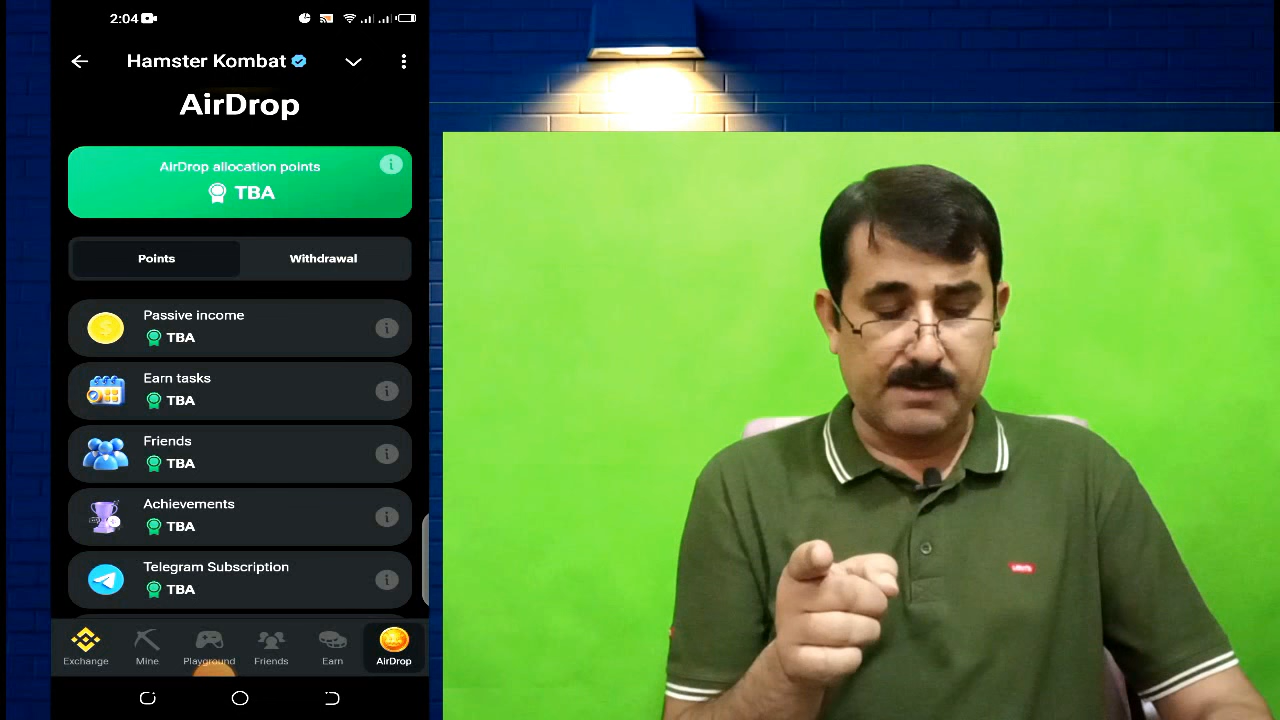 2:04
Hamster Kombat
AirDrop
AirDrop allocation points
TBA
Points
Withdrawal
Passive income
TBA
Earn tasks
TBA
Friends
TBA
Achievements
TBA
Telegram Subscription
TBA
Exchange
Mine
Playground
Friends
Earn
AirDrop